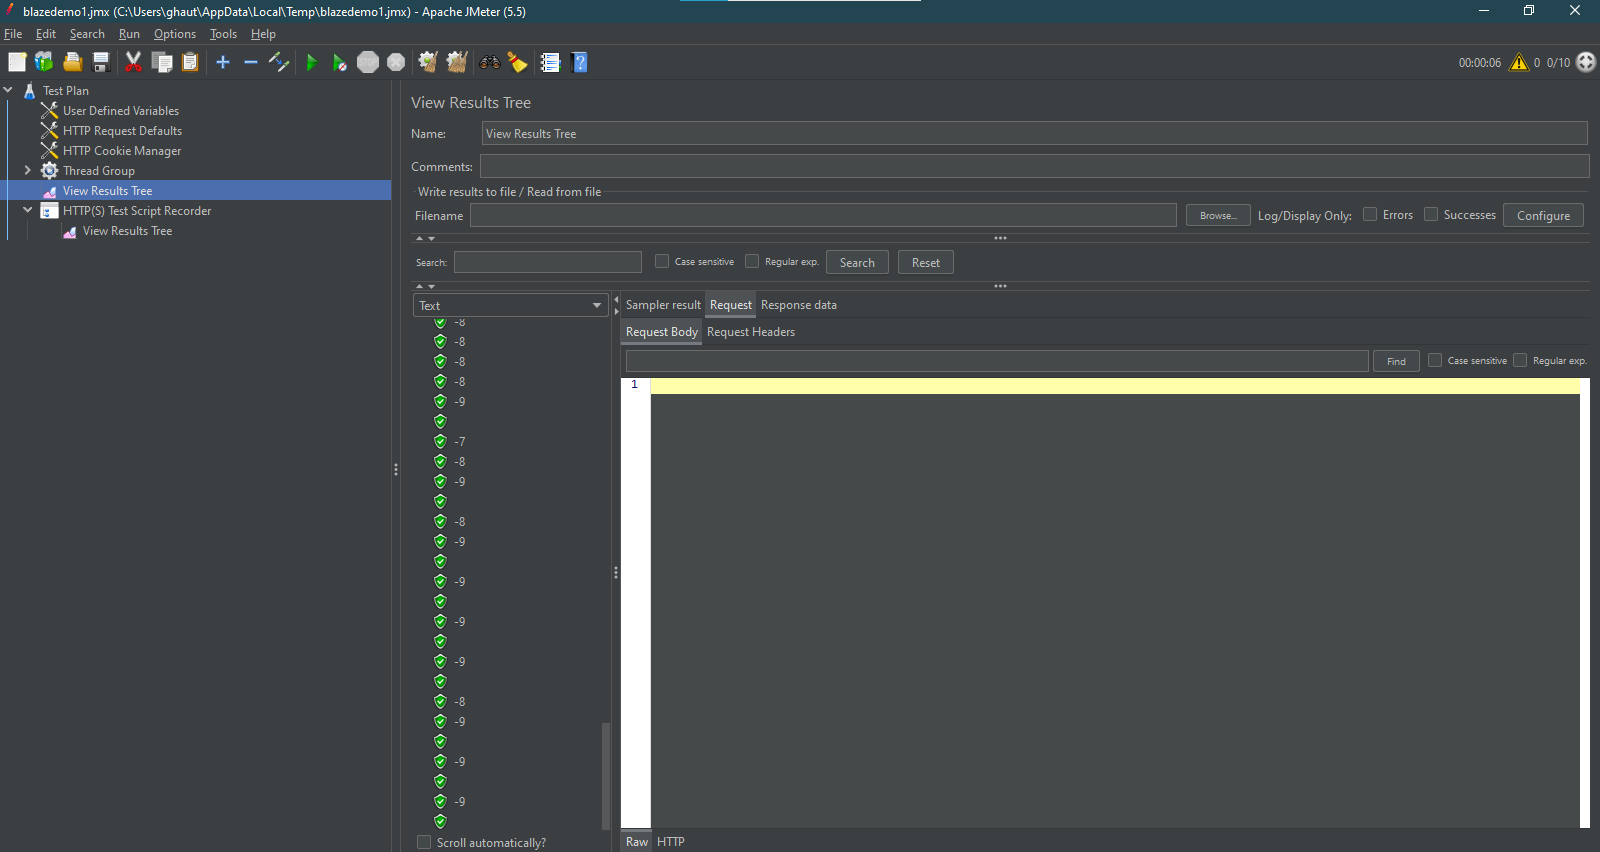 blazedemo1.jmx (C:\Users\ghaut\AppData\Local\Temp\blazedemo1.jmx) - Apache JMeter (5.5)
File Edit Search Run Options Tools Help
STOP
00:00:06 0 0/10
Test Plan
User Defined Variables
HTTP Request Defaults
HTTP Cookie Manager
Thread Group
View Results Tree
HTTP(S) Test Script Recorder
View Results Tree
View Results Tree
Name: View Results Tree
Comments:
Write results to file / Read from file
Filename Browse... Log/Display Only: Errors Successes Configure
Search: Case sensitive Regular exp. Search Reset
Text
-8
-8
-8
-8
-9
-7
-8
-9
-8
-9
-9
-9
-9
-8
-9
-9
-9
Scroll automatically?
Sampler result Request Response data
Request Body Request Headers
Find Case sensitive Regular exp.
1
Raw HTTP